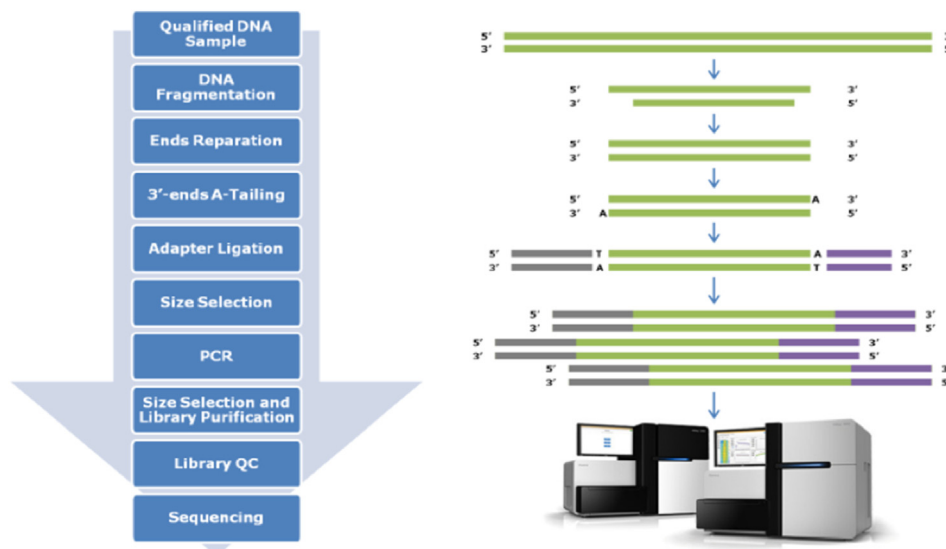 Qualified DNA
Sample
DNA
Fragmentation
Ends Reparation
3′-ends A-Tailing
Adapter Ligation
Size Selection
PCR
Size Selection and
Library Purification
Library QC
Sequencing
5′
3′
5′ 3′
3′ 5′
5′ 3′
3′ 5′
5′ A 3′
3′ A 5′
5′ T A 3′
3′ A T 5′
5′ 3′
3′ 5′
5′ 3′
3′ 5′
5′
3′